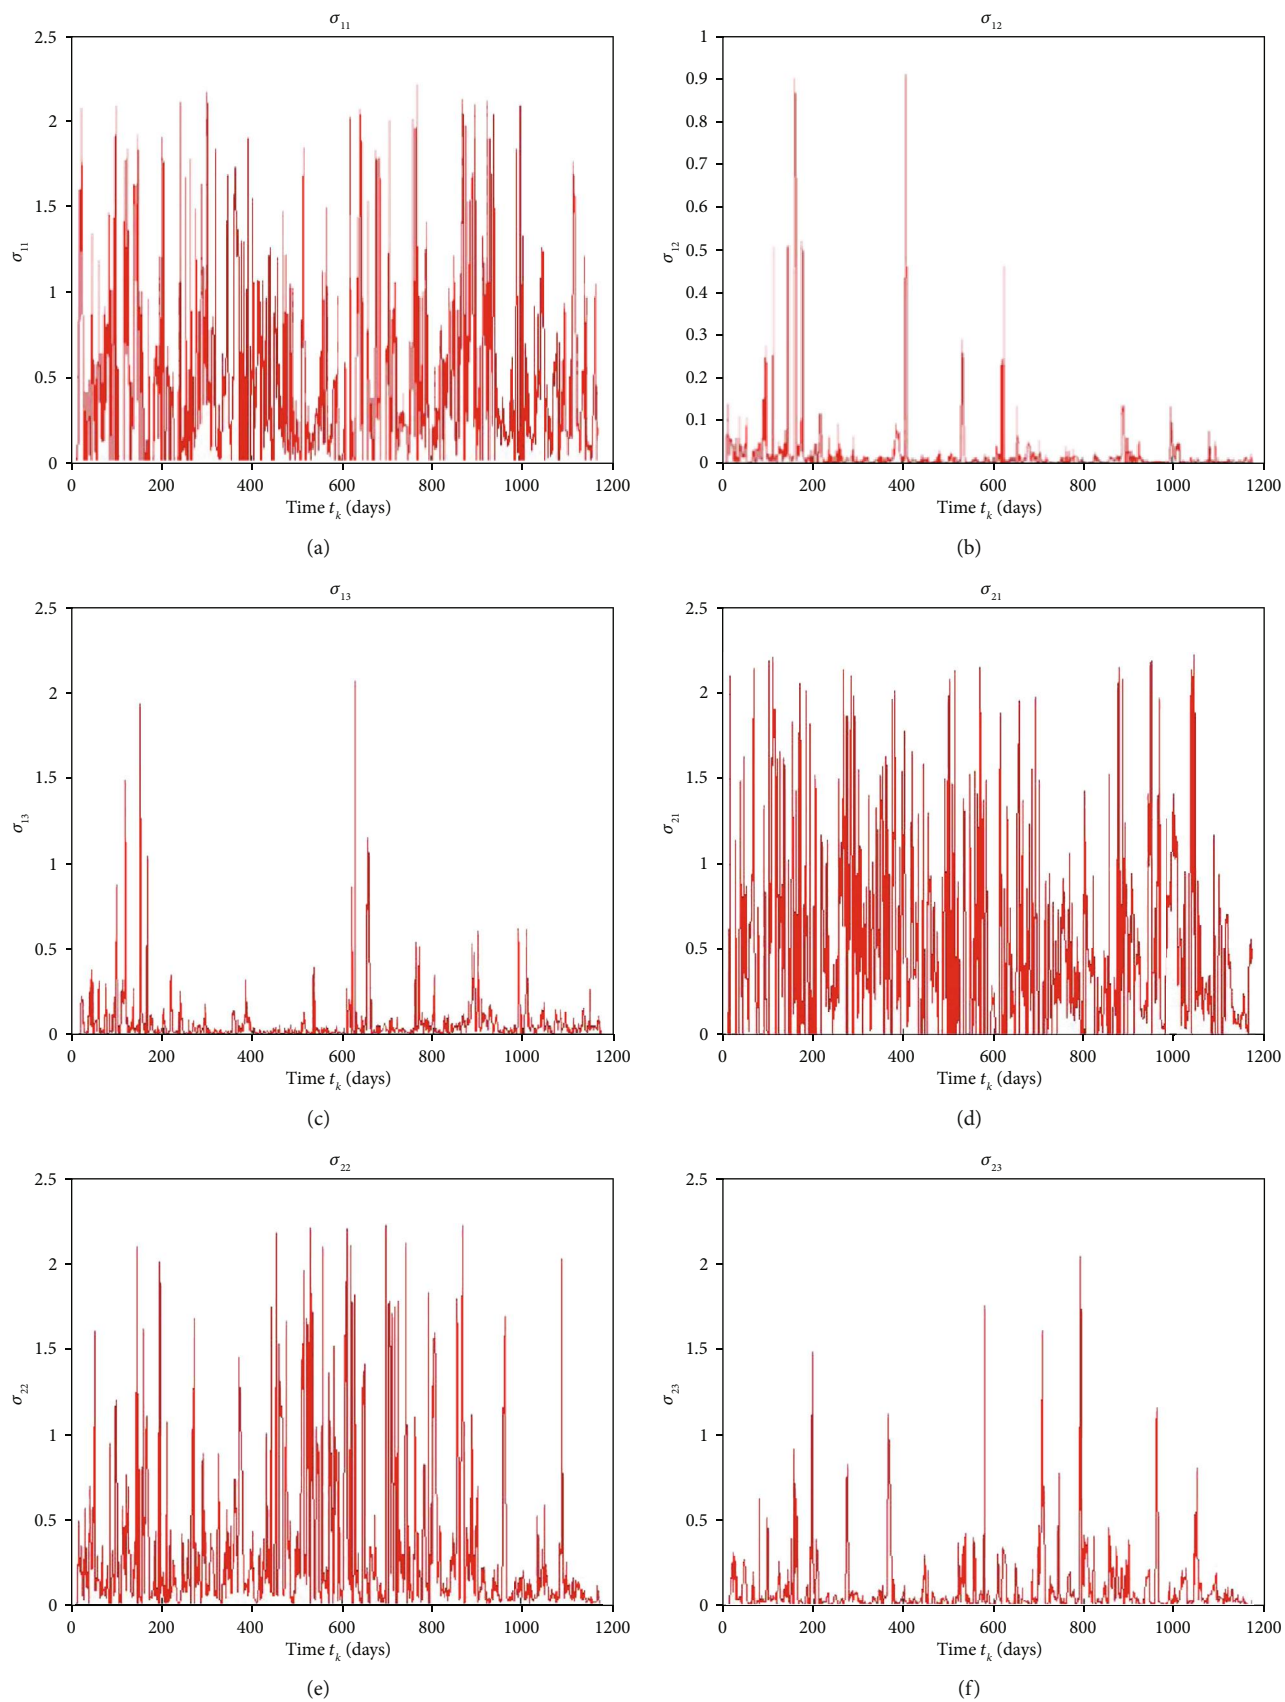 σ₁₁
2.5
2
1.5
1
0.5
0
σ₁₁
0 200 400 600 800 1000 1200
Time tₖ (days)
(a)
σ₁₂
1
0.9
0.8
0.7
0.6
0.5
0.4
0.3
0.2
0.1
0
σ₁₂
0 200 400 600 800 1000 1200
Time tₖ (days)
(b)
σ₁₃
2.5
2
1.5
1
0.5
0
σ₁₃
0 200 400 600 800 1000 1200
Time tₖ (days)
(c)
σ₂₁
2.5
2
1.5
1
0.5
0
σ₂₁
0 200 400 600 800 1000 1200
Time tₖ (days)
(d)
σ₂₂
2.5
2
1.5
1
0.5
0
σ₂₂
0 200 400 600 800 1000 1200
Time tₖ (days)
(e)
σ₂₃
2.5
2
1.5
1
0.5
0
σ₂₃
0 200 400 600 800 1000 1200
Time tₖ (days)
(f)